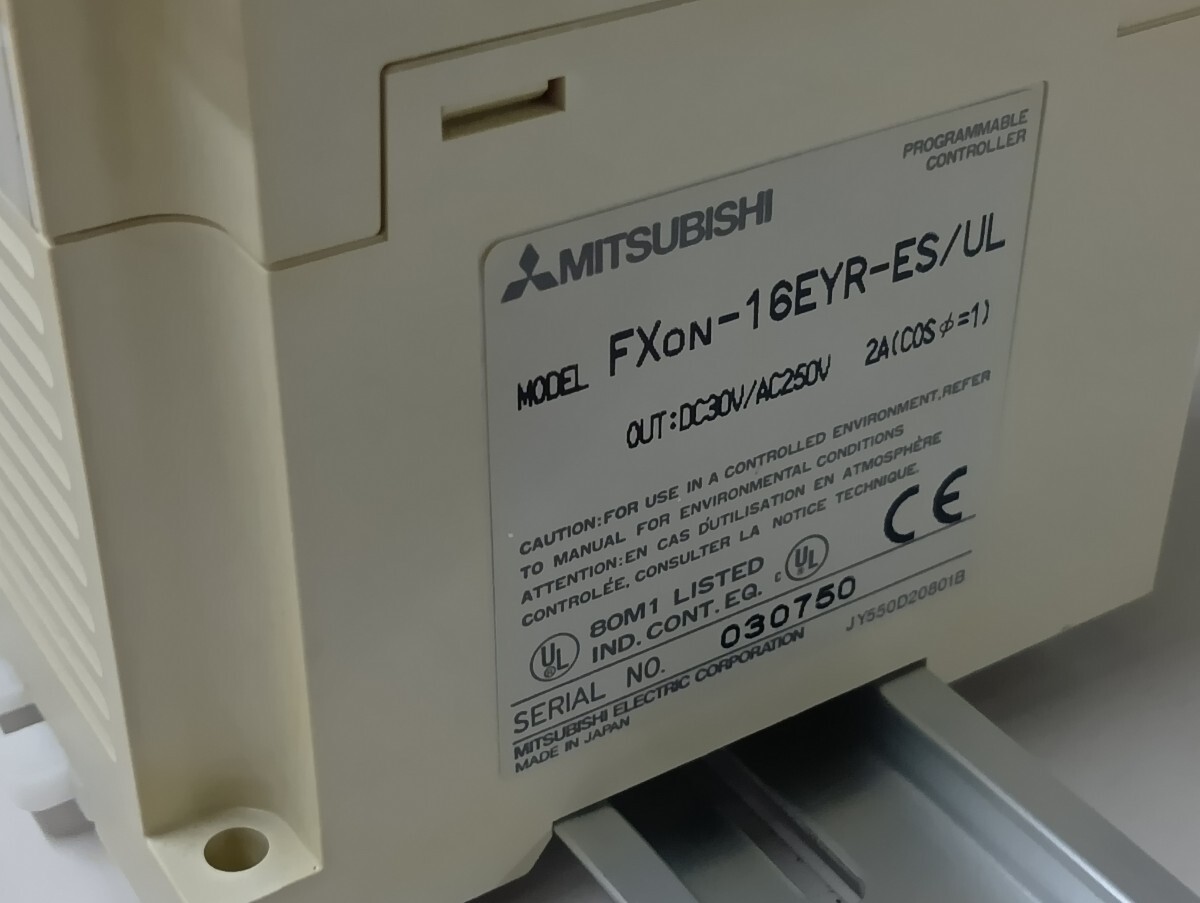 PROGRAMMABLE
CONTROLLER
MITSUBISHI
MODEL FXON-16EYR-ES/UL
OUT:DC30V/AC250V 2A(COSφ=1)
CAUTION:FOR USE IN A CONTROLLED ENVIRONMENT.REFER
TO MANUAL FOR ENVIRONMENTAL CONDITIONS
ATTENTION:EN CAS D'UTILISATION EN ATMOSPHÈRE
CONTROLÉE, CONSULTER LA NOTICE TECHNIQUE.
CE
UL ® 80M1 LISTED c UL
IND. CONT. EQ.
SERIAL NO. 030750
MITSUBISHI ELECTRIC CORPORATION JY550D20801B
MADE IN JAPAN